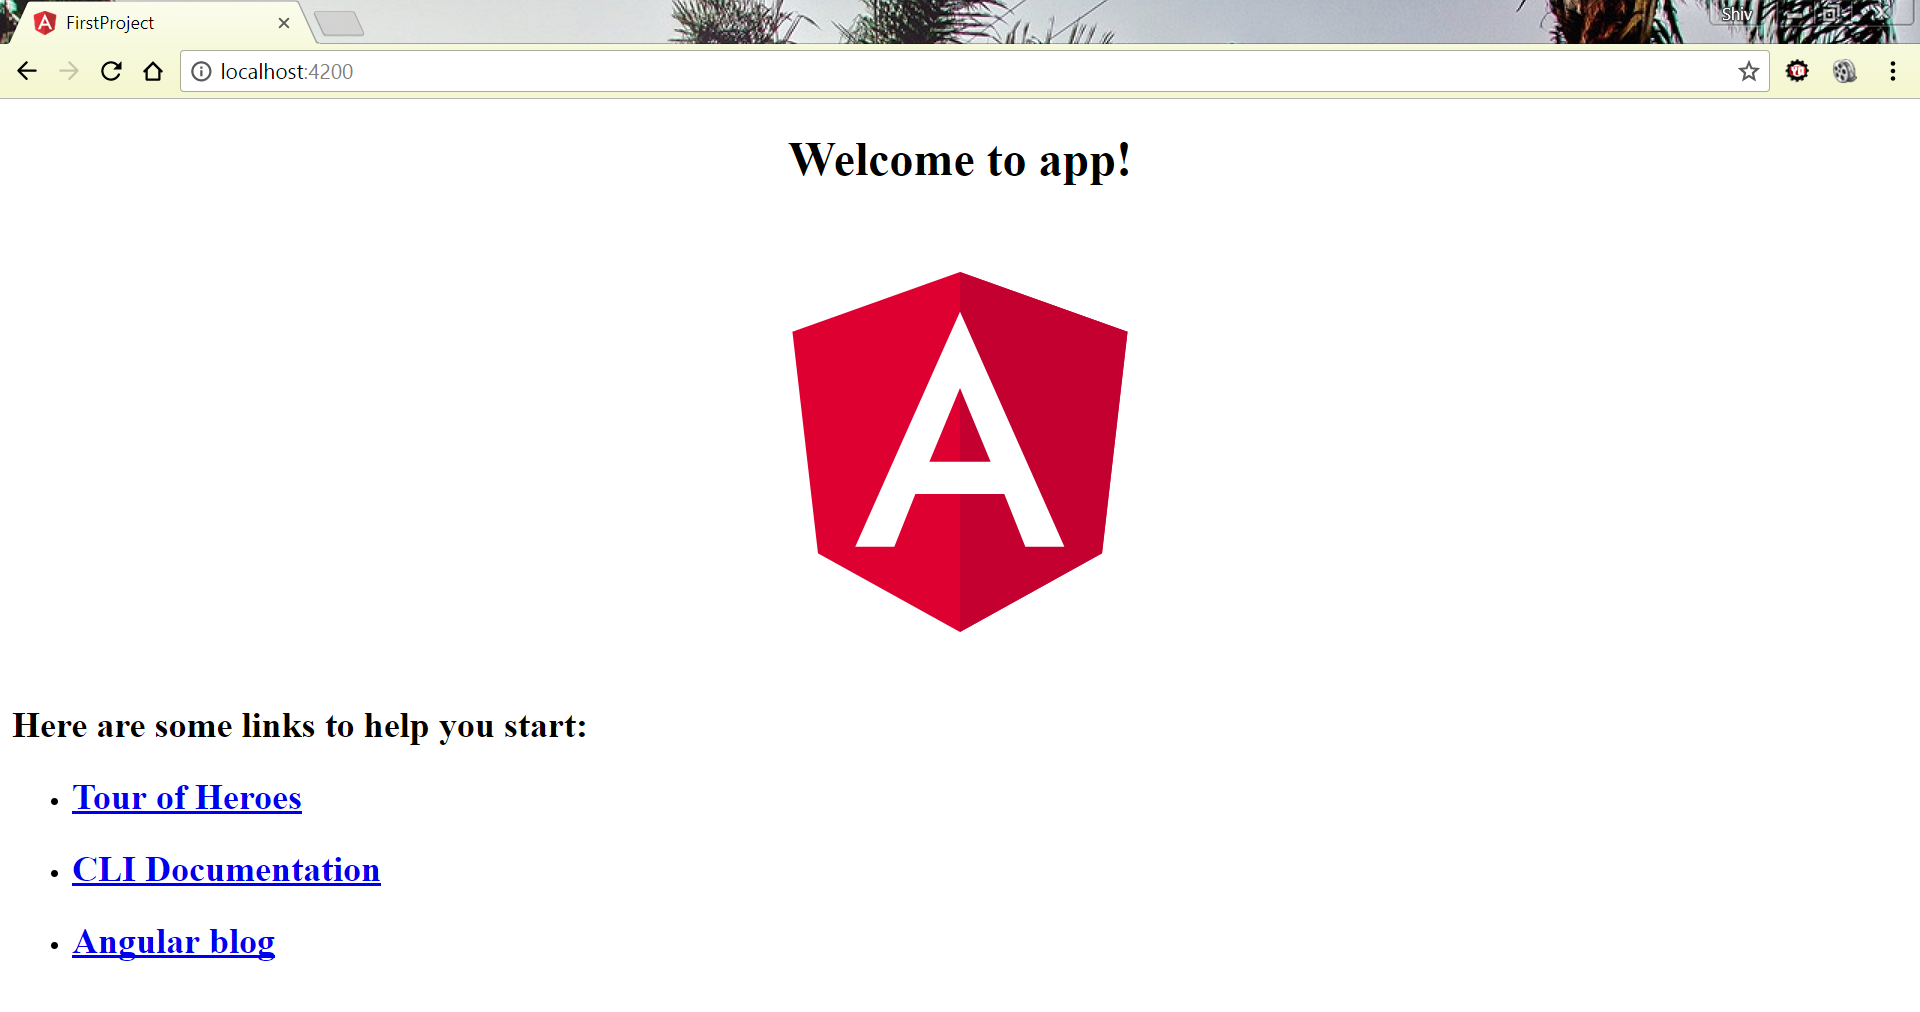 FirstProject
Shiv
localhost:4200
Welcome to app!
A
Here are some links to help you start:
Tour of Heroes
CLI Documentation
Angular blog